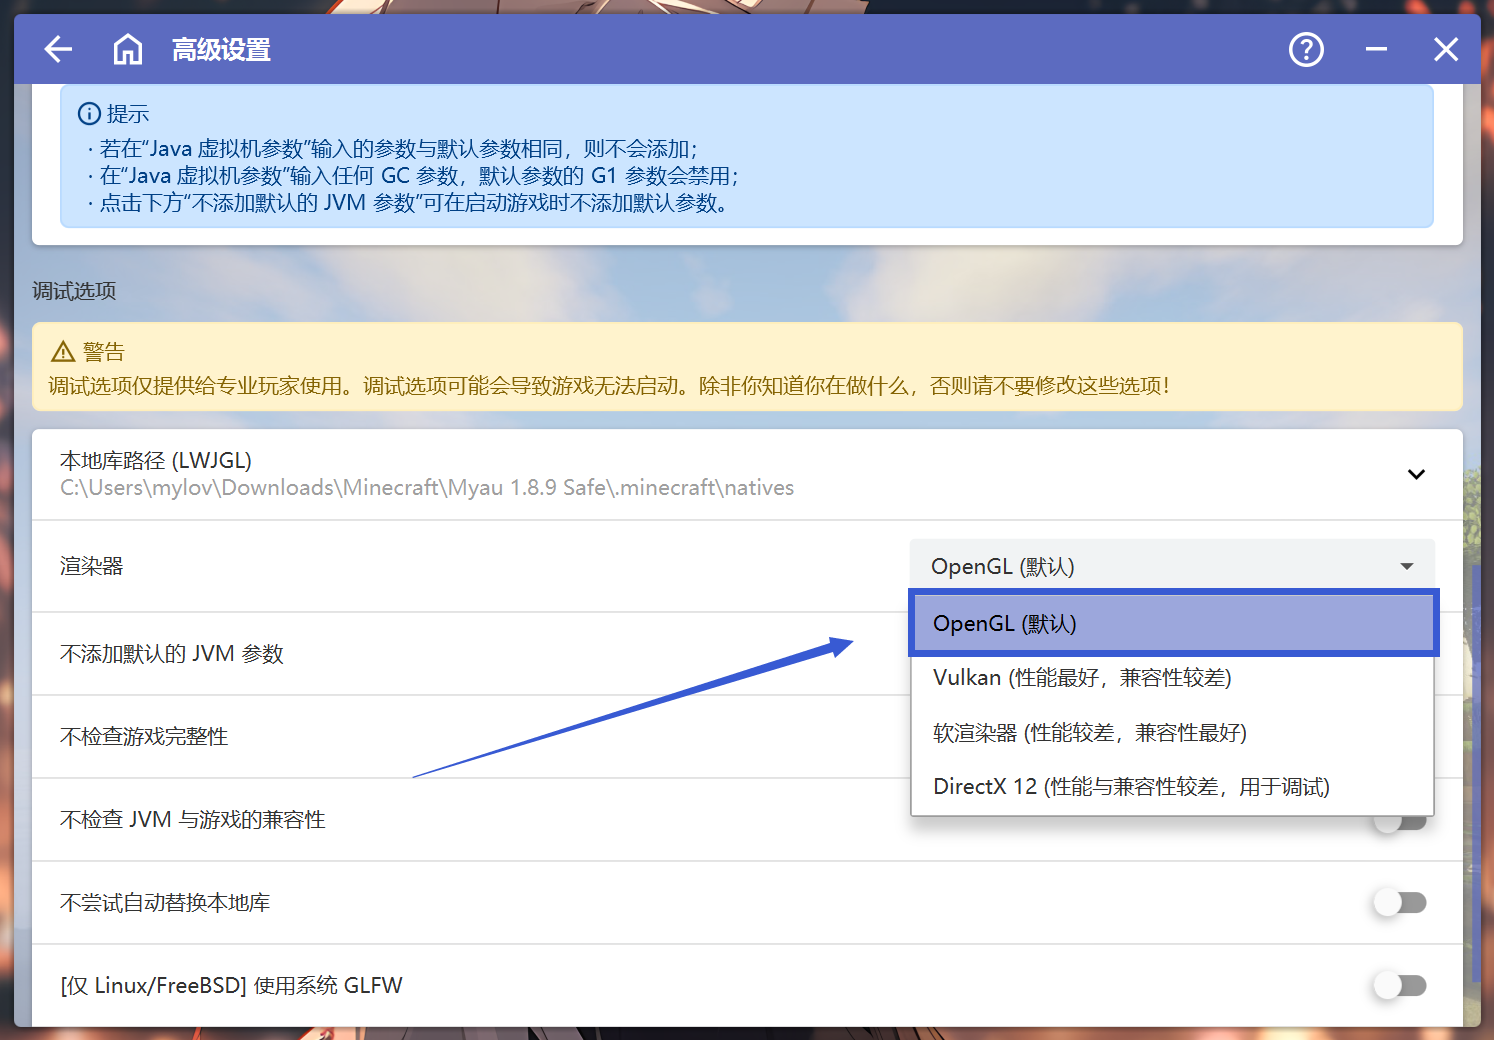 高级设置
提示
· 若在“Java 虚拟机参数”输入的参数与默认参数相同，则不会添加；
· 在“Java 虚拟机参数”输入任何 GC 参数，默认参数的 G1 参数会禁用；
· 点击下方“不添加默认的 JVM 参数”可在启动游戏时不添加默认参数。
调试选项
警告
调试选项仅提供给专业玩家使用。调试选项可能会导致游戏无法启动。除非你知道你在做什么，否则请不要修改这些选项！
本地库路径 (LWJGL)
C:\Users\mylov\Downloads\Minecraft\Myau 1.8.9 Safe\.minecraft\natives
渲染器
OpenGL (默认)
OpenGL (默认)
Vulkan (性能最好，兼容性较差)
软渲染器 (性能较差，兼容性最好)
DirectX 12 (性能与兼容性较差，用于调试)
不添加默认的 JVM 参数
不检查游戏完整性
不检查 JVM 与游戏的兼容性
不尝试自动替换本地库
[仅 Linux/FreeBSD] 使用系统 GLFW